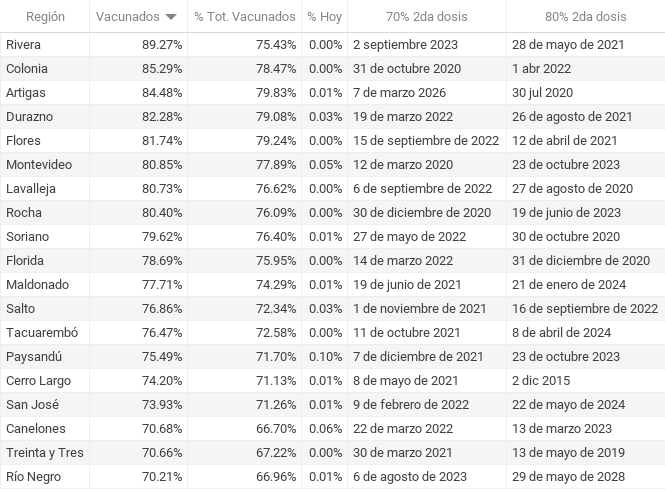 Región Vacunados % Tot. Vacunados % Hoy 70% 2da dosis 80% 2da dosis
Rivera 89.27% 75.43% 0.00% 2 septiembre 2023 28 de mayo de 2021
Colonia 85.29% 78.47% 0.00% 31 de octubre 2020 1 abr 2022
Artigas 84.48% 79.83% 0.01% 7 de marzo 2026 30 jul 2020
Durazno 82.28% 79.08% 0.03% 19 de marzo 2022 26 de agosto de 2021
Flores 81.74% 79.24% 0.00% 15 de septiembre de 2022 12 de abril de 2021
Montevideo 80.85% 77.89% 0.05% 12 de marzo 2020 23 de octubre 2023
Lavalleja 80.73% 76.62% 0.00% 6 de septiembre de 2022 27 de agosto de 2020
Rocha 80.40% 76.09% 0.00% 30 de diciembre de 2020 19 de junio de 2023
Soriano 79.62% 76.40% 0.01% 27 de mayo de 2022 30 de octubre 2020
Florida 78.69% 75.95% 0.00% 14 de marzo 2022 31 de diciembre de 2020
Maldonado 77.71% 74.29% 0.01% 19 de junio de 2021 21 de enero de 2024
Salto 76.86% 72.34% 0.03% 1 de noviembre de 2021 16 de septiembre de 2022
Tacuarembó 76.47% 72.58% 0.00% 11 de octubre 2021 8 de abril de 2024
Paysandú 75.49% 71.70% 0.10% 7 de diciembre de 2021 23 de octubre 2023
Cerro Largo 74.20% 71.13% 0.01% 8 de mayo de 2021 2 dic 2015
San José 73.93% 71.26% 0.01% 9 de febrero de 2022 22 de mayo de 2024
Canelones 70.68% 66.70% 0.06% 22 de marzo 2022 13 de marzo 2023
Treinta y Tres 70.66% 67.22% 0.00% 30 de marzo 2021 13 de mayo de 2019
Río Negro 70.21% 66.96% 0.01% 6 de agosto de 2023 29 de mayo de 2028